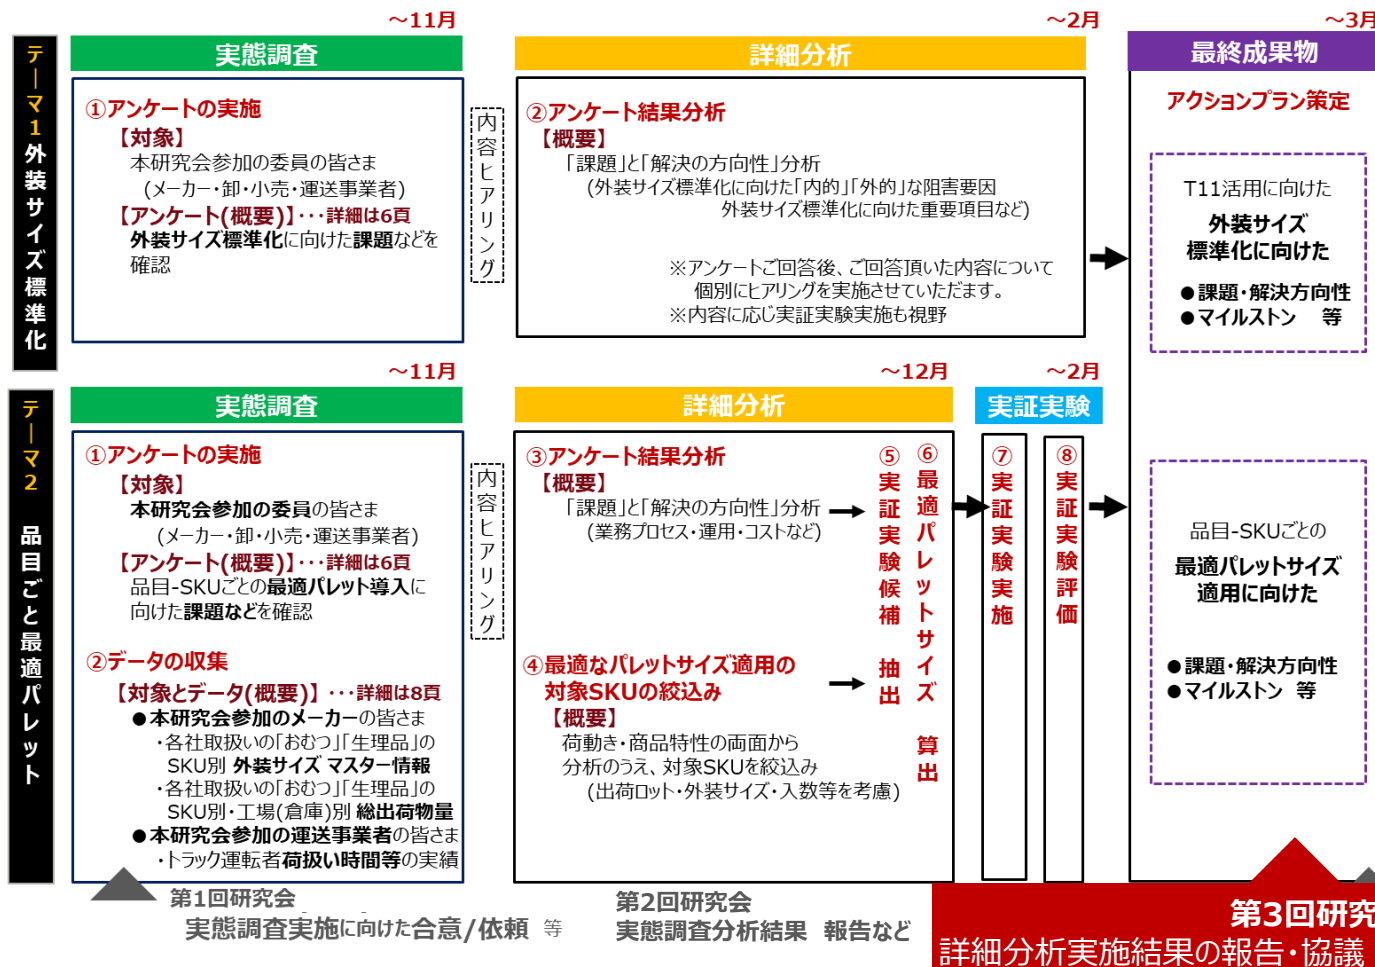 ～11月
～2月
～3月
テーマ1 外装サイズ標準化
実態調査
詳細分析
最終成果物
①アンケートの実施
【対象】
本研究会参加の委員の皆さま
(メーカー・卸・小売・運送事業者)
【アンケート(概要)】･･･詳細は6頁
外装サイズ標準化に向けた課題などを
確認
内容ヒアリング
②アンケート結果分析
【概要】
「課題」と「解決の方向性」分析
(外装サイズ標準化に向けた「内的」「外的」な阻害要因
外装サイズ標準化に向けた重要項目など)
※アンケートご回答後、ご回答頂いた内容について
個別にヒアリングを実施させていただます。
※内容に応じ実証実験実施も視野
アクションプラン策定
T11活用に向けた
外装サイズ
標準化に向けた
●課題・解決方向性
●マイルストン 等
～11月
～12月
～2月
テーマ2 品目ごと最適パレット
実態調査
詳細分析
実証実験
①アンケートの実施
【対象】
本研究会参加の委員の皆さま
(メーカー・卸・小売・運送事業者)
【アンケート(概要)】･･･詳細は6頁
品目-SKUごとの最適パレット導入に
向けた課題などを確認
②データの収集
【対象とデータ(概要)】･･･詳細は8頁
●本研究会参加のメーカーの皆さま
・各社取扱いの「おむつ」「生理品」の
SKU別 外装サイズ マスター情報
・各社取扱いの「おむつ」「生理品」の
SKU別・工場(倉庫)別 総出荷物量
●本研究会参加の運送事業者の皆さま
・トラック運転者荷扱い時間等の実績
内容ヒアリング
③アンケート結果分析
【概要】
「課題」と「解決の方向性」分析
(業務プロセス・運用・コストなど)
④最適なパレットサイズ適用の
対象SKUの絞込み
【概要】
荷動き・商品特性の両面から
分析のうえ、対象SKUを絞込み
(出荷ロット・外装サイズ・入数等を考慮)
⑤実証実験候補 抽出
⑥最適パレットサイズ 算出
⑦実証実験実施
⑧実証実験評価
品目-SKUごとの
最適パレットサイズ
適用に向けた
●課題・解決方向性
●マイルストン 等
第1回研究会
実態調査実施に向けた合意/依頼 等
第2回研究会
実態調査分析結果 報告など
第3回研究
詳細分析実施結果の報告・協議